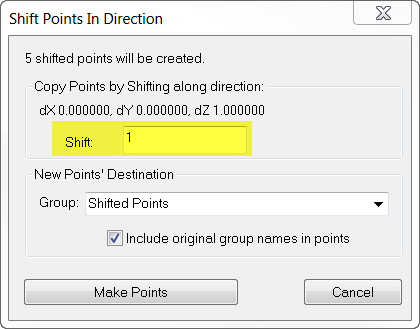 Shift Points In Direction
5 shifted points will be created.
Copy Points by Shifting along direction:
dX 0.000000, dY 0.000000, dZ 1.000000
Shift: 1
New Points' Destination
Group: Shifted Points
Include original group names in points
Make Points Cancel